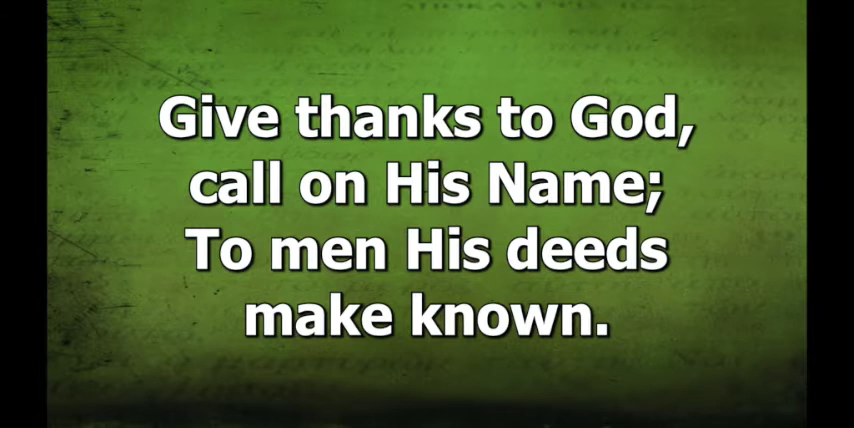 Give thanks to God,
call on His Name;
To men His deeds
make known.